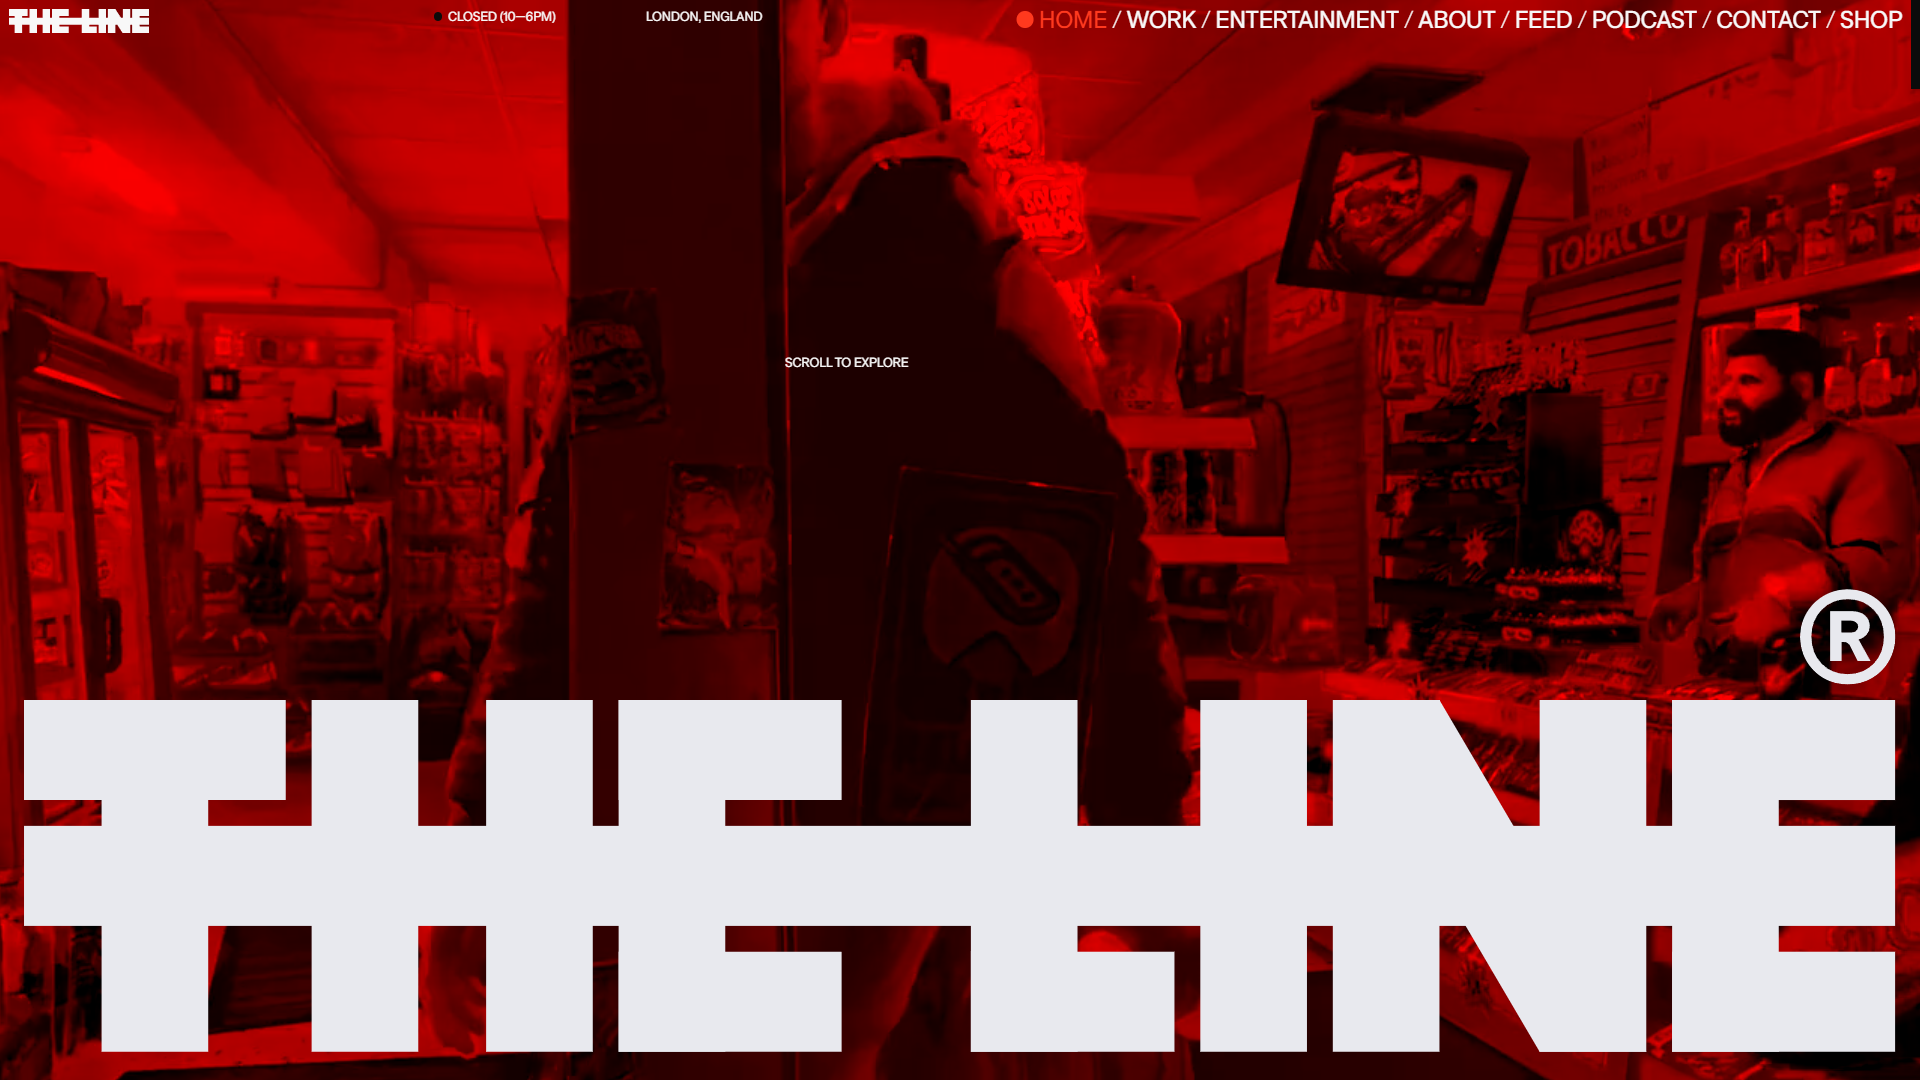 THE LINE
CLOSED (10—6PM)
LONDON, ENGLAND
HOME / WORK / ENTERTAINMENT / ABOUT / FEED / PODCAST / CONTACT / SHOP
TOBACCO
SCROLL TO EXPLORE
®
THE LINE